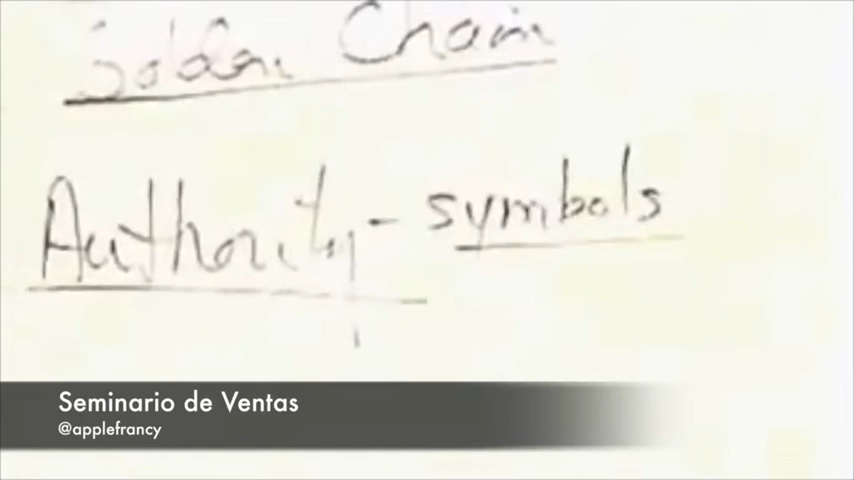 Golden Chain
Authority - symbols
Seminario de Ventas
@applefrancy